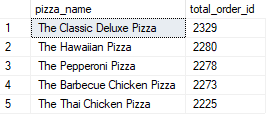 pizza_name total_order_id
1 The Classic Deluxe Pizza 2329
2 The Hawaiian Pizza 2280
3 The Pepperoni Pizza 2278
4 The Barbecue Chicken Pizza 2273
5 The Thai Chicken Pizza 2225